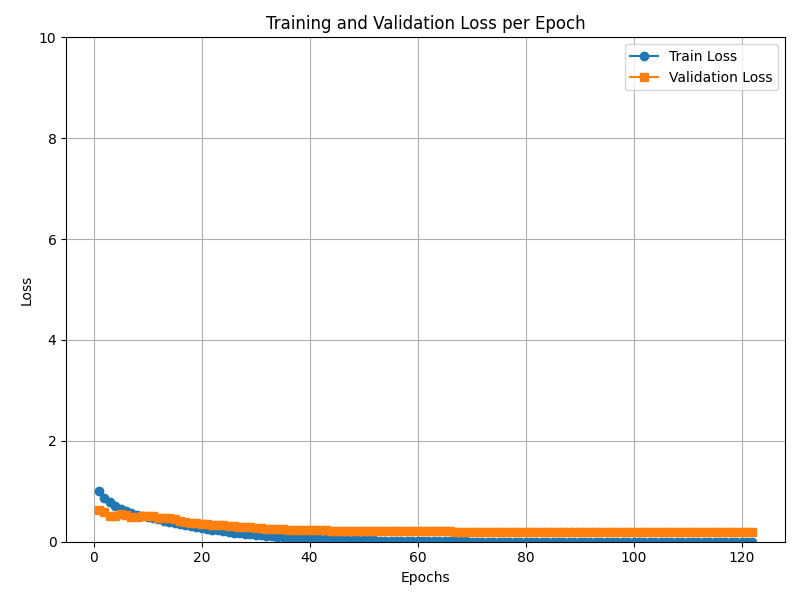 Training and Validation Loss per Epoch
Train Loss
Validation Loss
10
8
6
4
2
0
Loss
0 20 40 60 80 100 120
Epochs